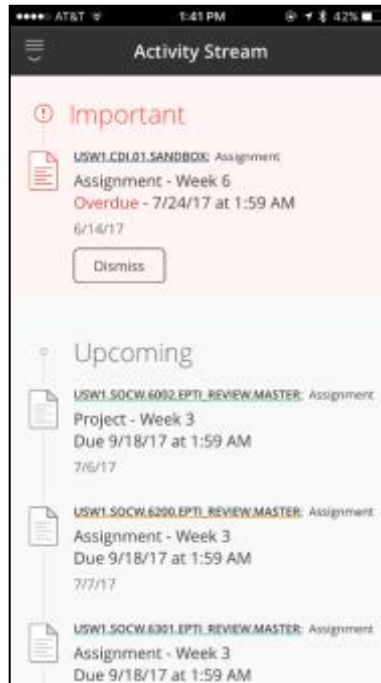 AT&T 1:41 PM 42%
Activity Stream
Important
USW1.CDI.01.SANDBOX: Assignment
Assignment - Week 6
Overdue - 7/24/17 at 1:59 AM
6/14/17
Dismiss
Upcoming
USW1.SOCW.6002.EPTI_REVIEW.MASTER: Assignment
Project - Week 3
Due 9/18/17 at 1:59 AM
7/6/17
USW1.SOCW.6200.EPTI_REVIEW.MASTER: Assignment
Assignment - Week 3
Due 9/18/17 at 1:59 AM
7/7/17
USW1.SOCW.6301.EPTI_REVIEW.MASTER: Assignment
Assignment - Week 3
Due 9/18/17 at 1:59 AM